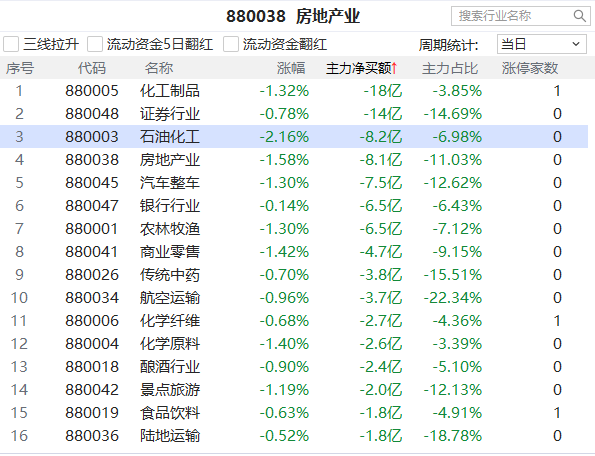 880038 房地产业 搜索行业名称
三线拉升 流动资金5日翻红 流动资金翻红 周期统计: 当日
序号 代码 名称 涨幅 主力净买额↑ 主力占比 涨停家数
1 880005 化工制品 -1.32% -18亿 -3.85% 1
2 880048 证券行业 -0.78% -14亿 -14.69% 0
3 880003 石油化工 -2.16% -8.2亿 -6.98% 0
4 880038 房地产业 -1.58% -8.1亿 -11.03% 0
5 880045 汽车整车 -1.30% -7.5亿 -12.62% 0
6 880047 银行行业 -0.14% -6.5亿 -6.43% 0
7 880001 农林牧渔 -1.30% -6.5亿 -7.12% 0
8 880041 商业零售 -1.42% -4.7亿 -9.15% 0
9 880026 传统中药 -0.70% -3.8亿 -15.51% 0
10 880034 航空运输 -0.96% -3.7亿 -22.34% 0
11 880006 化学纤维 -0.68% -2.7亿 -4.36% 1
12 880004 化学原料 -1.40% -2.6亿 -3.39% 0
13 880018 酿酒行业 -0.90% -2.4亿 -5.10% 0
14 880042 景点旅游 -1.19% -2.0亿 -12.13% 0
15 880019 食品饮料 -0.63% -1.8亿 -4.91% 1
16 880036 陆地运输 -0.52% -1.8亿 -18.78% 0